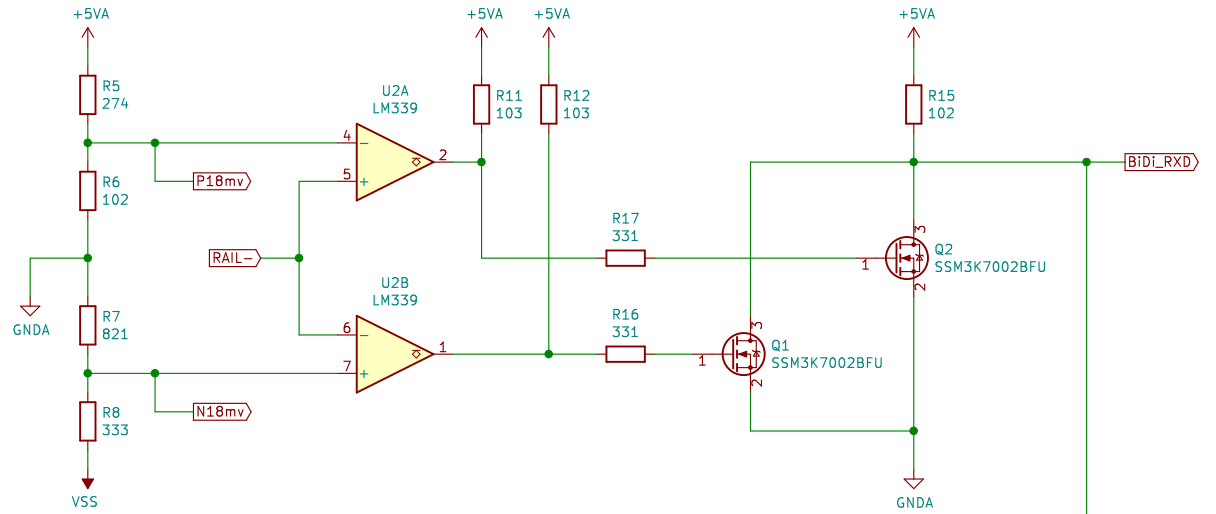 +5VA
+5VA
+5VA
+5VA
R5
274
U2A
LM339
R11
103
R12
103
R15
102
4
5
2
P18mv
BiDi_RXD
R6
102
RAIL-
R17
331
1
3
2
Q2
SSM3K7002BFU
GNDA
R7
821
U2B
LM339
6
7
1
R16
331
1
3
2
Q1
SSM3K7002BFU
N18mv
R8
333
VSS
GNDA